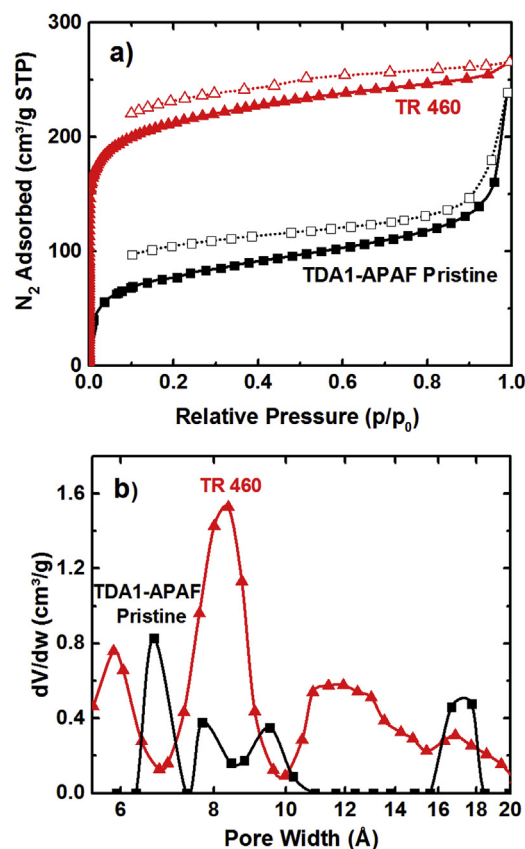 a)
300
200
100
0
N₂ Adsorbed (cm³/g STP)
TR 460
TDA1-APAF Pristine
0.0 0.2 0.4 0.6 0.8 1.0
Relative Pressure (p/p₀)
b)
TR 460
TDA1-APAF
Pristine
1.6
1.2
0.8
0.4
0.0
dV/dw (cm³/g)
6 8 10 12 14 16 18 20
Pore Width (Å)